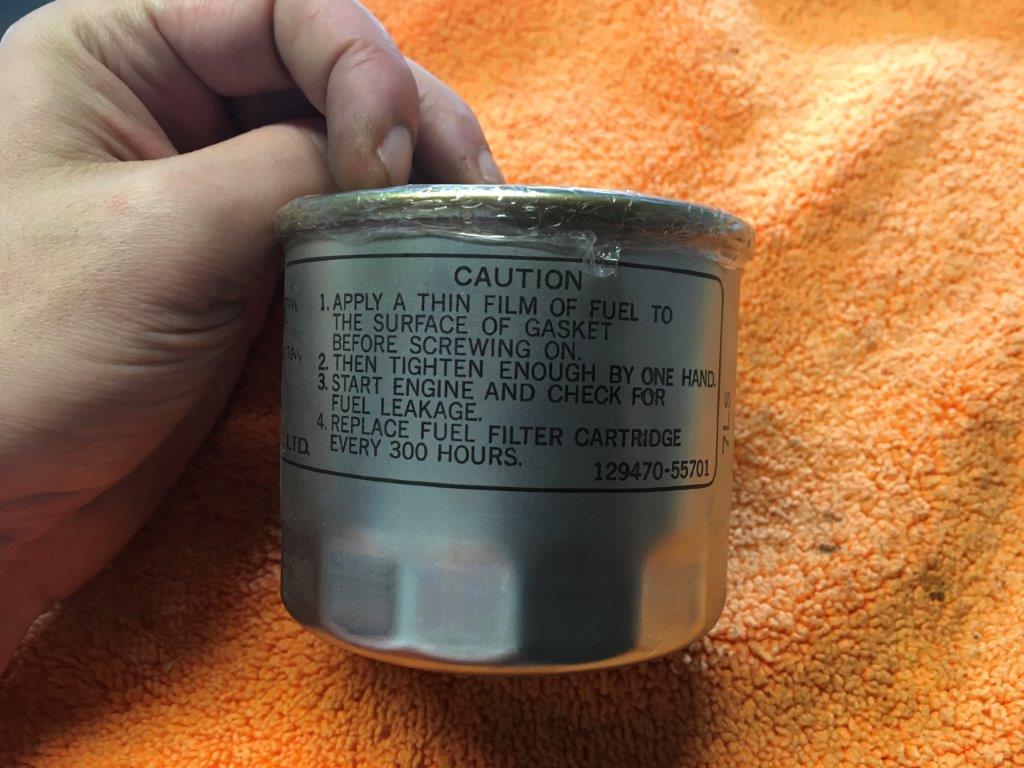 CAUTION
1. APPLY A THIN FILM OF FUEL TO
THE SURFACE OF GASKET
BEFORE SCREWING ON.
2. THEN TIGHTEN ENOUGH BY ONE HAND.
3. START ENGINE AND CHECK FOR
FUEL LEAKAGE.
4. REPLACE FUEL FILTER CARTRIDGE
EVERY 300 HOURS.
129470-55701
LTD.